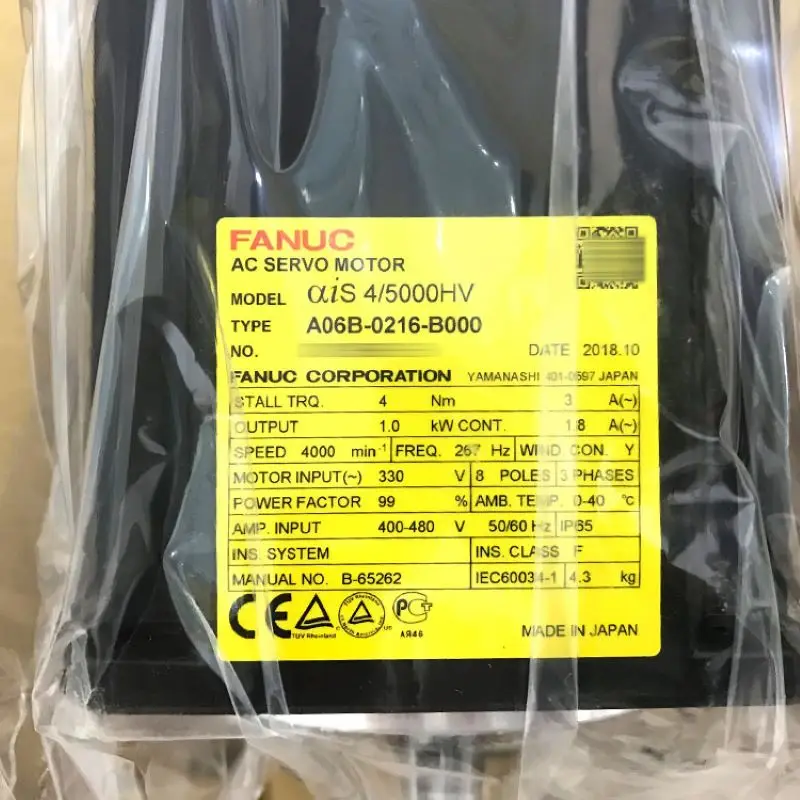 FANUC
AC SERVO MOTOR
MODEL αiS 4/5000HV
TYPE A06B-0216-B000
NO. DATE 2018.10
FANUC CORPORATION YAMANASHI 401-0597 JAPAN
STALL TRQ. 4 Nm 3 A(~)
OUTPUT 1.0 kW CONT. 1.8 A(~)
SPEED 4000 min-1 FREQ. 267 Hz WIND. CON. Y
MOTOR INPUT(~) 330 V 8 POLES 3 PHASES
POWER FACTOR 99 % AMB. TEMP. 0-40 ℃
AMP. INPUT 400-480 V 50/60 Hz IP65
INS. SYSTEM INS. CLASS F
MANUAL NO. B-65262 IEC60034-1 4.3 kg
CE TÜV Rheinland C US PCT
АЯ46
MADE IN JAPAN